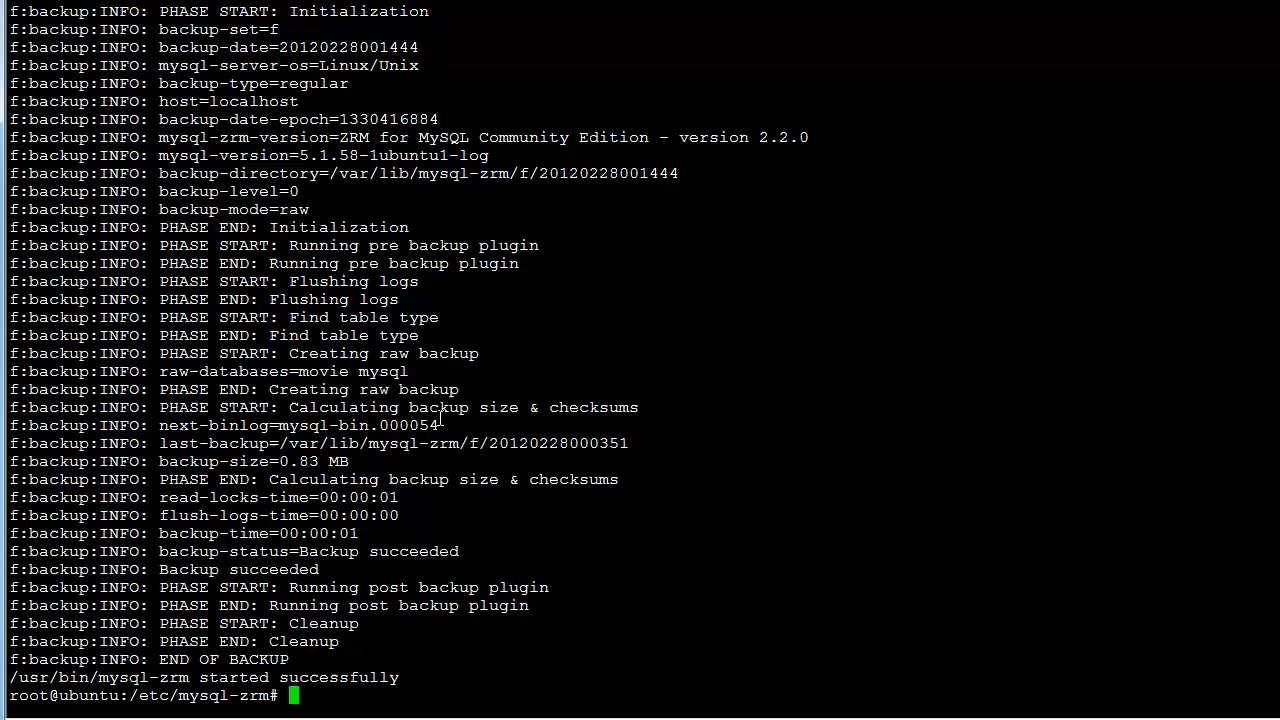 f:backup:INFO: PHASE START: Initialization
f:backup:INFO: backup-set=f
f:backup:INFO: backup-date=20120228001444
f:backup:INFO: mysql-server-os=Linux/Unix
f:backup:INFO: backup-type=regular
f:backup:INFO: host=localhost
f:backup:INFO: backup-date-epoch=1330416884
f:backup:INFO: mysql-zrm-version=ZRM for MySQL Community Edition - version 2.2.0
f:backup:INFO: mysql-version=5.1.58-1ubuntu1-log
f:backup:INFO: backup-directory=/var/lib/mysql-zrm/f/20120228001444
f:backup:INFO: backup-level=0
f:backup:INFO: backup-mode=raw
f:backup:INFO: PHASE END: Initialization
f:backup:INFO: PHASE START: Running pre backup plugin
f:backup:INFO: PHASE END: Running pre backup plugin
f:backup:INFO: PHASE START: Flushing logs
f:backup:INFO: PHASE END: Flushing logs
f:backup:INFO: PHASE START: Find table type
f:backup:INFO: PHASE END: Find table type
f:backup:INFO: PHASE START: Creating raw backup
f:backup:INFO: raw-databases=movie mysql
f:backup:INFO: PHASE END: Creating raw backup
f:backup:INFO: PHASE START: Calculating backup size & checksums
f:backup:INFO: next-binlog=mysql-bin.000054
f:backup:INFO: last-backup=/var/lib/mysql-zrm/f/20120228000351
f:backup:INFO: backup-size=0.83 MB
f:backup:INFO: PHASE END: Calculating backup size & checksums
f:backup:INFO: read-locks-time=00:00:01
f:backup:INFO: flush-logs-time=00:00:00
f:backup:INFO: backup-time=00:00:01
f:backup:INFO: backup-status=Backup succeeded
f:backup:INFO: Backup succeeded
f:backup:INFO: PHASE START: Running post backup plugin
f:backup:INFO: PHASE END: Running post backup plugin
f:backup:INFO: PHASE START: Cleanup
f:backup:INFO: PHASE END: Cleanup
f:backup:INFO: END OF BACKUP
/usr/bin/mysql-zrm started successfully
root@ubuntu:/etc/mysql-zrm#